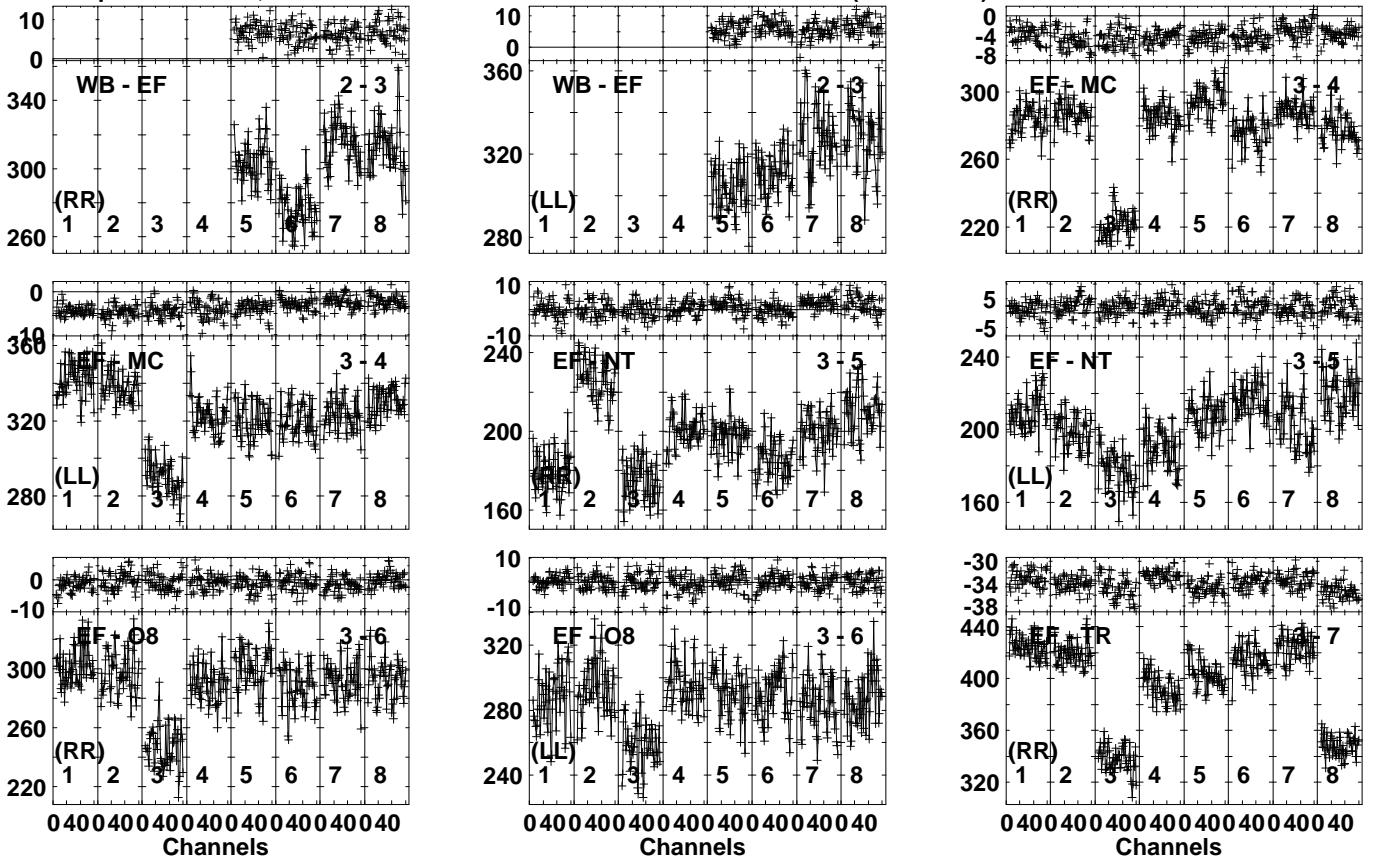 10 0
WB - EF 2 - 3
340 300 260
(RR)
1 2 3 4 5 6 7 8
10 0
WB - EF 2 - 3
360 320 280
(LL)
1 2 3 4 5 6 7 8
0 -4 -8
EF - MC 3 - 4
300 260 220
(RR)
1 2 3 4 5 6 7 8
0 -10
EF - MC 3 - 4
360 320 280
(LL)
1 2 3 4 5 6 7 8
10 0 -10
EF - NT 3 - 5
240 200 160
(RR)
1 2 3 4 5 6 7 8
5 -5
EF - NT 3 - 5
240 200 160
(LL)
1 2 3 4 5 6 7 8
0 -10
EF - O8 3 - 6
300 260 220
(RR)
1 2 3 4 5 6 7 8
0 40 0 40 0 40 0 40 0 40 0 40 0 40 0 40
Channels
10 0 -10
EF - O8 3 - 6
320 280 240
(LL)
1 2 3 4 5 6 7 8
0 40 0 40 0 40 0 40 0 40 0 40 0 40 0 40
Channels
-30 -34 -38
EF - TR 3 - 7
440 400 360 320
(RR)
1 2 3 4 5 6 7 8
0 40 0 40 0 40 0 40 0 40 0 40 0 40 0 40
Channels